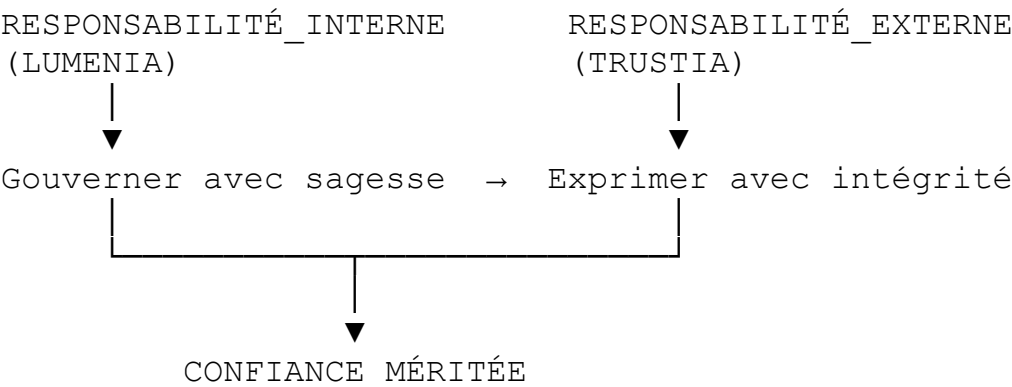 RESPONSABILITÉ_INTERNE RESPONSABILITÉ_EXTERNE
(LUMENIA) (TRUSTIA)
Gouverner avec sagesse → Exprimer avec intégrité
CONFIANCE MÉRITÉE